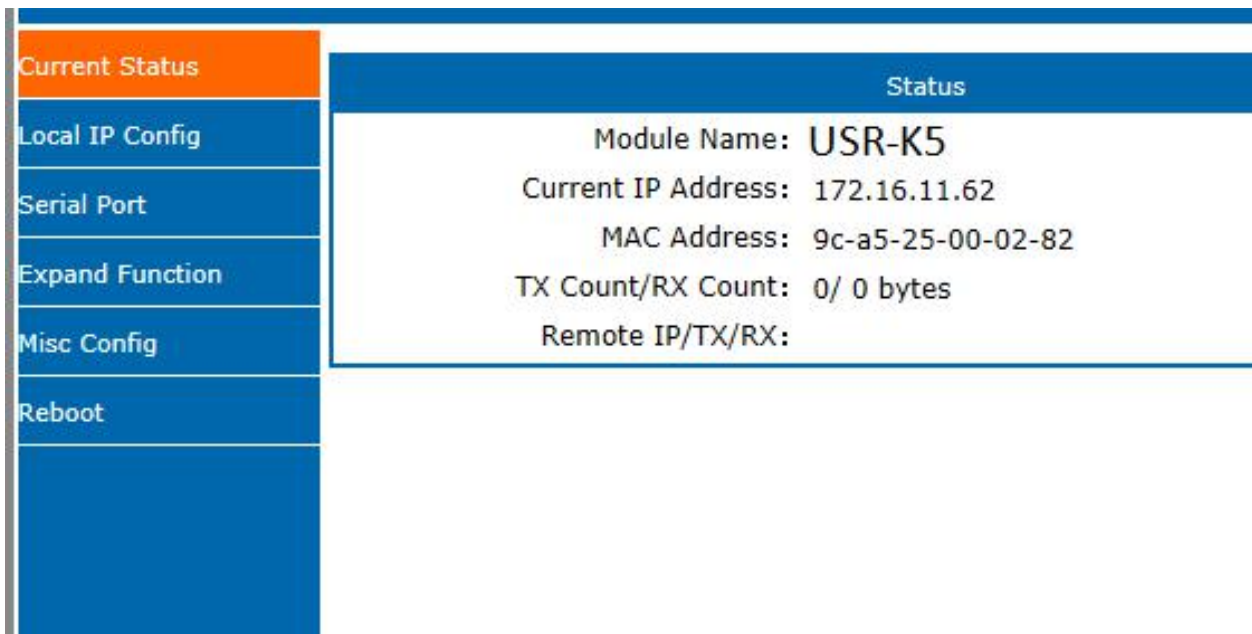 Current Status
Local IP Config
Serial Port
Expand Function
Misc Config
Reboot
Status
Module Name: USR-K5
Current IP Address: 172.16.11.62
MAC Address: 9c-a5-25-00-02-82
TX Count/RX Count: 0/ 0 bytes
Remote IP/TX/RX: